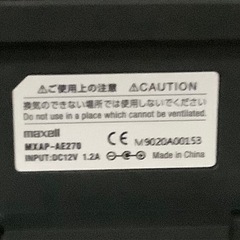 ⚠ご使用上の注意 ⚠CAUTION
換気のできない場所では使用しないでください
Do not place in area which cannot be ventilated.
maxell
MXAP-AE270
INPUT:DC12V 1.2A
CE M9020A00153
Made in China